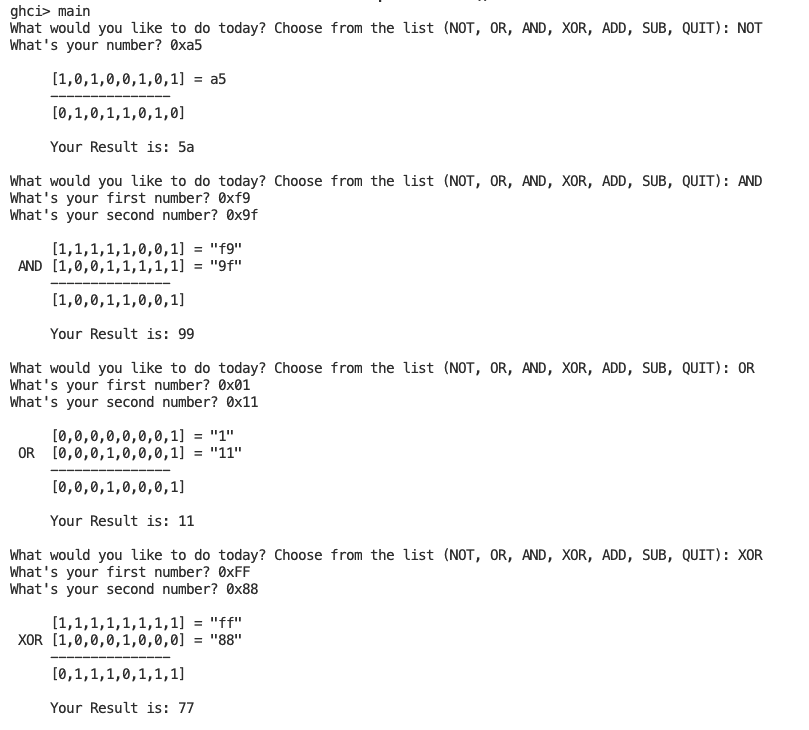 ghci> main
What would you like to do today? Choose from the list (NOT, OR, AND, XOR, ADD, SUB, QUIT): NOT
What's your number? 0xa5
[1,0,1,0,0,1,0,1] = a5
———————————————
[0,1,0,1,1,0,1,0]
Your Result is: 5a
What would you like to do today? Choose from the list (NOT, OR, AND, XOR, ADD, SUB, QUIT): AND
What's your first number? 0xf9
What's your second number? 0x9f
[1,1,1,1,1,0,0,1] = "f9"
AND [1,0,0,1,1,1,1,1] = "9f"
———————————————
[1,0,0,1,1,0,0,1]
Your Result is: 99
What would you like to do today? Choose from the list (NOT, OR, AND, XOR, ADD, SUB, QUIT): OR
What's your first number? 0x01
What's your second number? 0x11
[0,0,0,0,0,0,0,1] = "1"
OR  [0,0,0,1,0,0,0,1] = "11"
———————————————
[0,0,0,1,0,0,0,1]
Your Result is: 11
What would you like to do today? Choose from the list (NOT, OR, AND, XOR, ADD, SUB, QUIT): XOR
What's your first number? 0xFF
What's your second number? 0x88
[1,1,1,1,1,1,1,1] = "ff"
XOR [1,0,0,0,1,0,0,0] = "88"
———————————————
[0,1,1,1,0,1,1,1]
Your Result is: 77